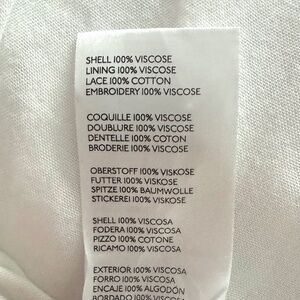 SHELL 100% VISCOSE
LINING 100% VISCOSE
LACE 100% COTTON
EMBROIDERY 100% VISCOSE
COQUILLE 100% VISCOSE
DOUBLURE 100% VISCOSE
DENTELLE 100% COTTON
BRODERIE 100% VISCOSE
OBERSTOFF 100% VISKOSE
FUTTER 100% VISKOSE
SPITZE 100% BAUMWOLLE
STICKEREI 100% VISKOSE
SHELL 100% VISCOSA
FODERA 100% VISCOSA
PIZZO 100% COTONE
RICAMO 100% VISCOSA
EXTERIOR 100% VISCOSA
FORRO 100% VISCOSA
ENCAJE 100% ALGODÓN
BORDADO 100% VISCOSA